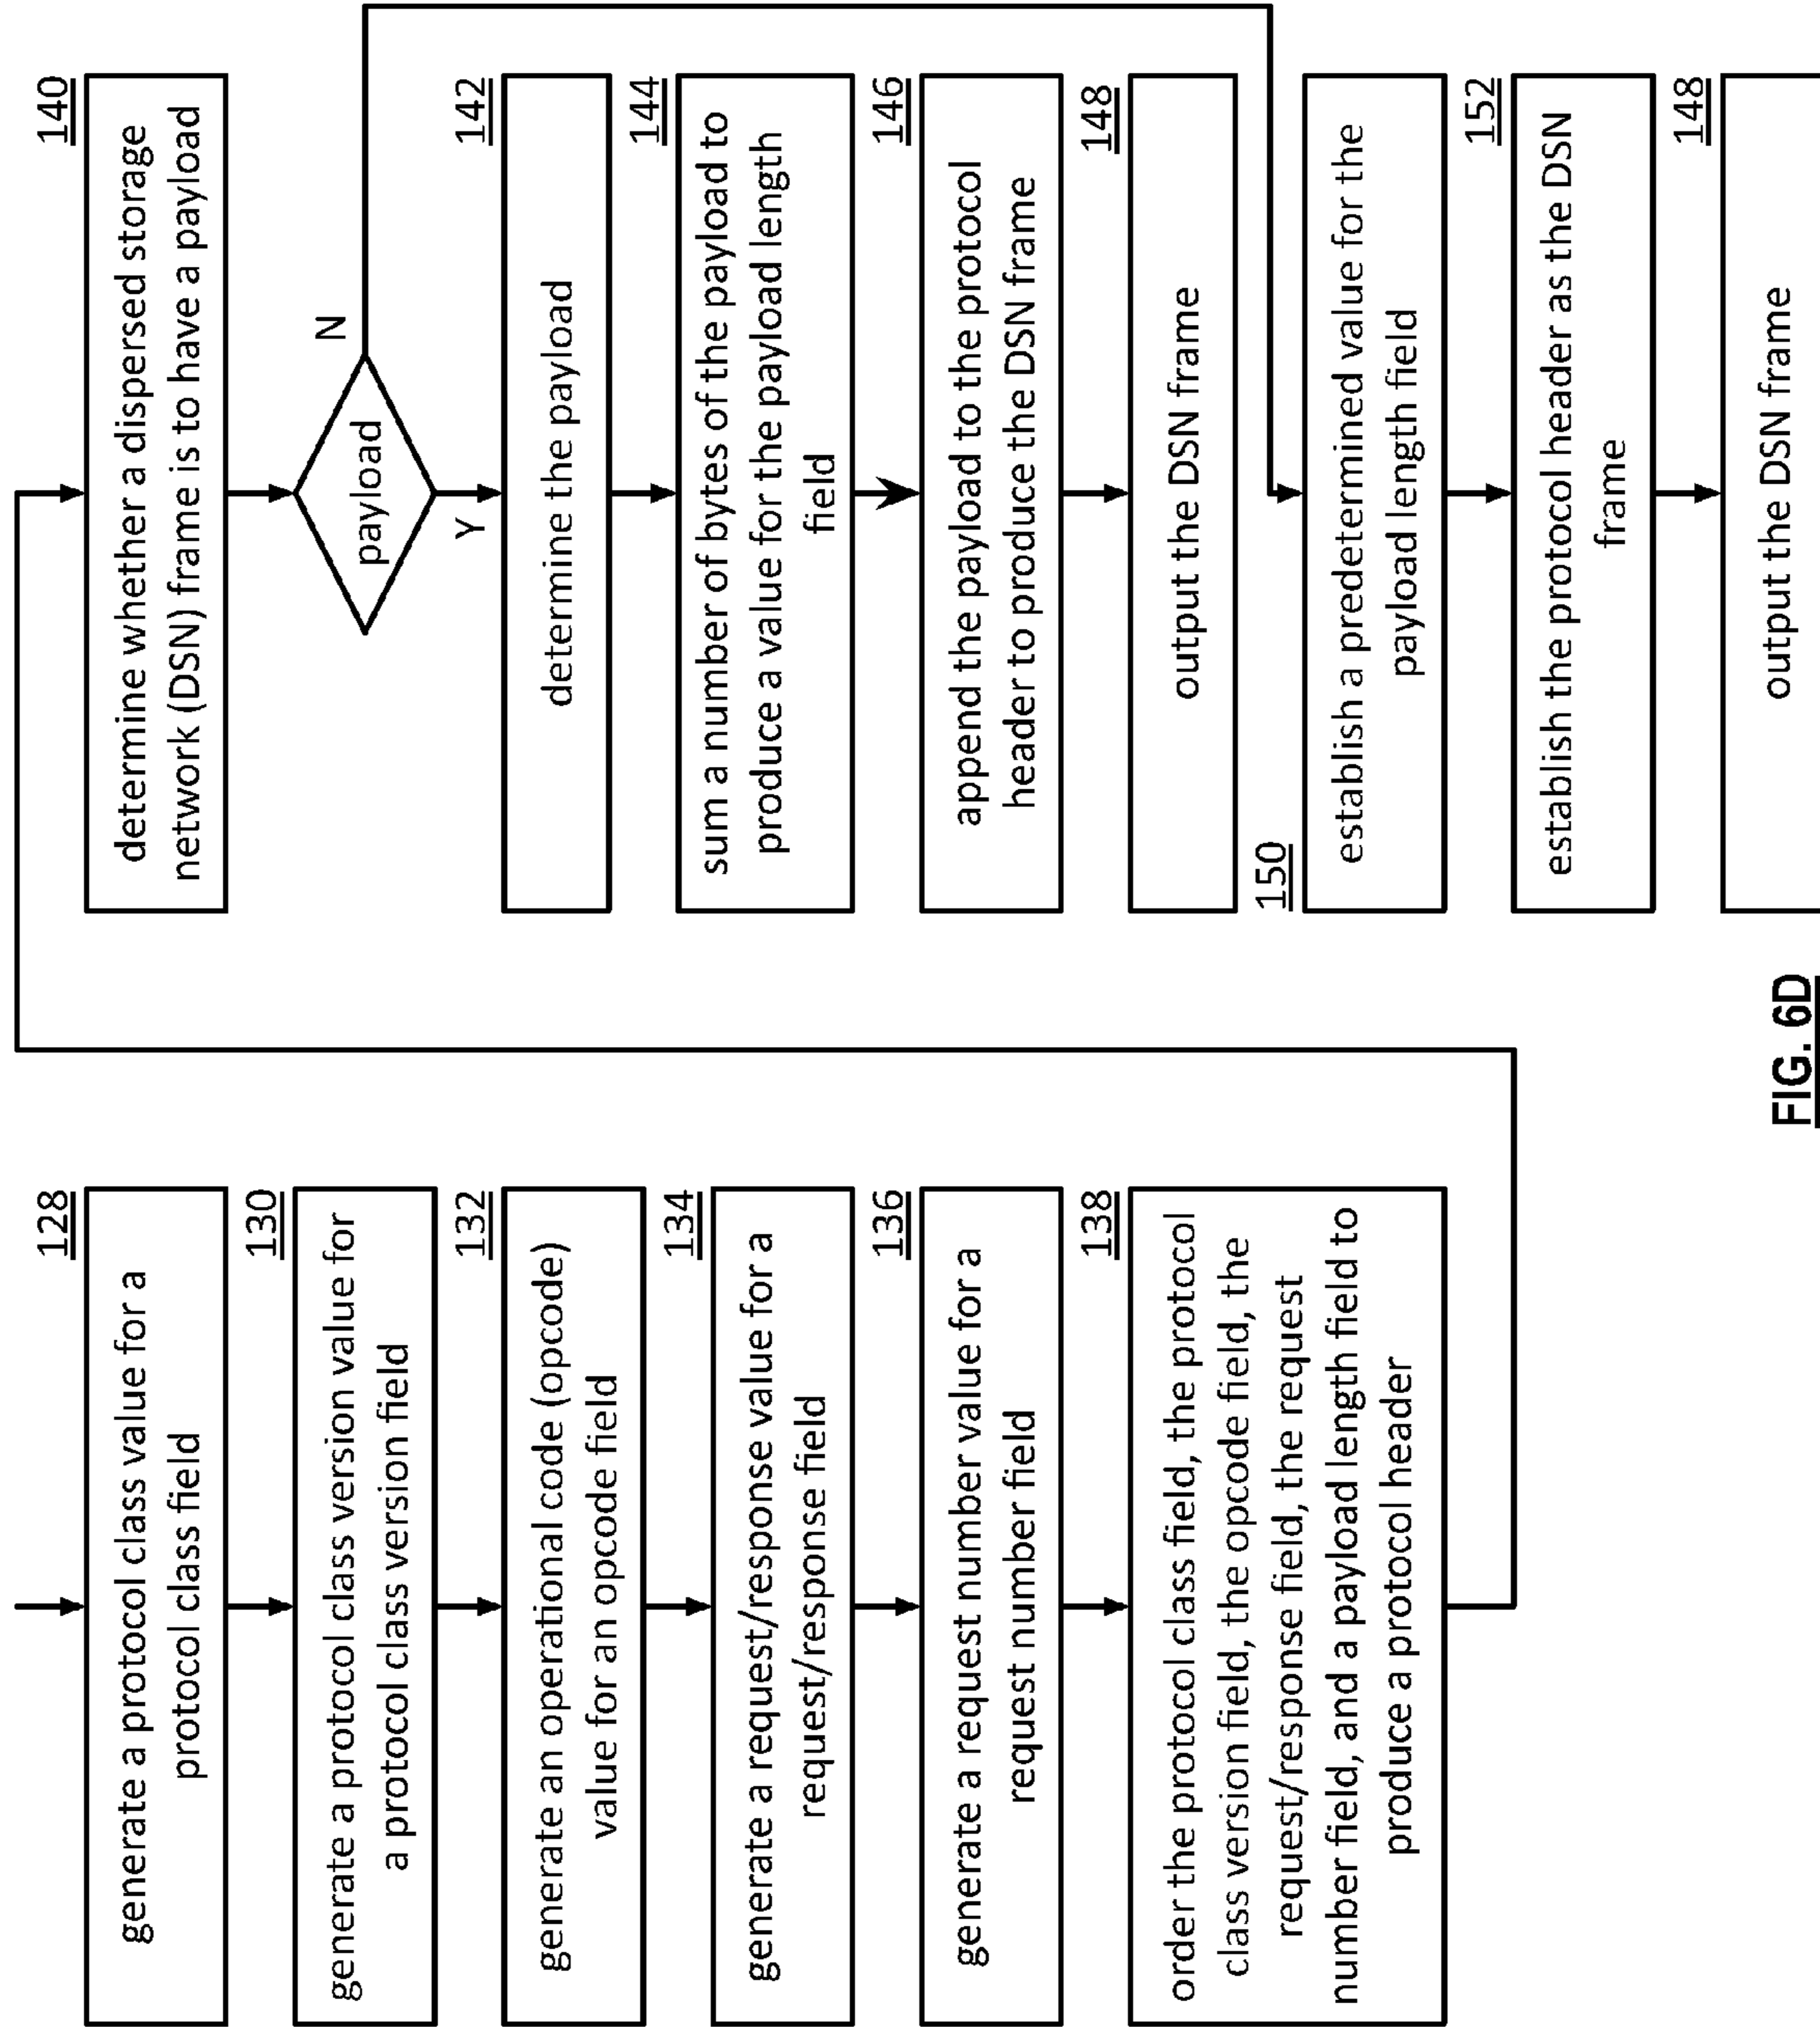 128
generate a protocol class value for a
protocol class field
130
generate a protocol class version value for
a protocol class version field
132
generate an operational code (opcode)
value for an opcode field
134
generate a request/response value for a
request/response field
136
generate a request number value for a
request number field
138
order the protocol class field, the protocol
class version field, the opcode field, the
request/response field, the request
number field, and a payload length field to
produce a protocol header
140
determine whether a dispersed storage
network (DSN) frame is to have a payload
payload
N
Y
142
determine the payload
144
sum a number of bytes of the payload to
produce a value for the payload length
field
146
append the payload to the protocol
header to produce the DSN frame
148
output the DSN frame
150
establish a predetermined value for the
payload length field
152
establish the protocol header as the DSN
frame
148
output the DSN frame
FIG. 6D